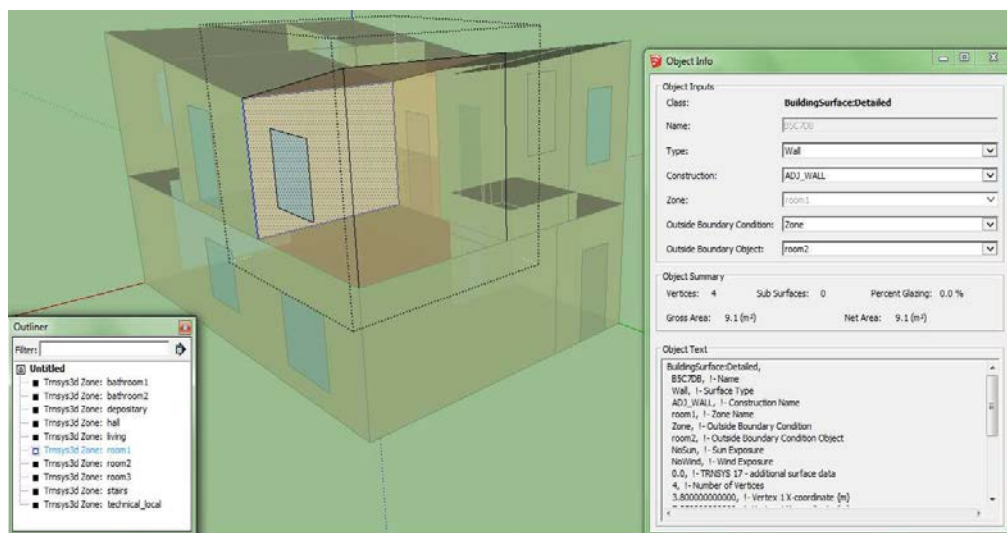 Object Info
Object Inputs
Class: BuildingSurface:Detailed
Name: B5C7DB
Type: Wall
Construction: ADJ_WALL
Zone: room1
Outside Boundary Condition: Zone
Outside Boundary Object: room2
Object Summary
Vertices: 4 Sub Surfaces: 0 Percent Glazing: 0.0 %
Gross Area: 9.1 (m²) Net Area: 9.1 (m²)
Object Text
BuildingSurface:Detailed,
B5C7DB, !- Name
Wall, !- Surface Type
ADJ_WALL, !- Construction Name
room1, !- Zone Name
Zone, !- Outside Boundary Condition
room2, !- Outside Boundary Condition Object
NoSun, !- Sun Exposure
NoWind, !- Wind Exposure
0.0, !- TRNSYS 17 - additional surface data
4, !- Number of Vertices
3.800000000000, !- Vertex 1 X-coordinate {m}
Outliner
Filter:
Untitled
Trnsys3d Zone: bathroom1
Trnsys3d Zone: bathroom2
Trnsys3d Zone: depositary
Trnsys3d Zone: hall
Trnsys3d Zone: living
Trnsys3d Zone: room1
Trnsys3d Zone: room2
Trnsys3d Zone: room3
Trnsys3d Zone: stairs
Trnsys3d Zone: technical_local